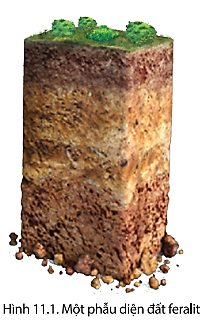 Hình 11.1. Một phẫu diện đất feralit